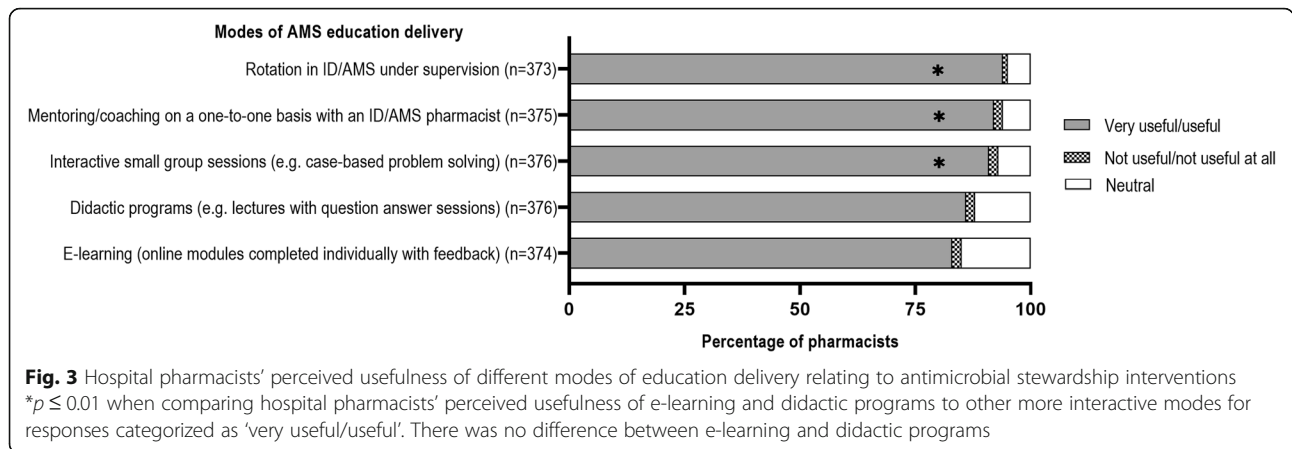 Modes of AMS education delivery
Rotation in ID/AMS under supervision (n=373)
Mentoring/coaching on a one-to-one basis with an ID/AMS pharmacist (n=375)
Interactive small group sessions (e.g. case-based problem solving) (n=376)
Didactic programs (e.g. lectures with question answer sessions) (n=376)
E-learning (online modules completed individually with feedback) (n=374)
*
*
*
Very useful/useful
Not useful/not useful at all
Neutral
0 25 50 75 100
Percentage of pharmacists
Fig. 3 Hospital pharmacists’ perceived usefulness of different modes of education delivery relating to antimicrobial stewardship interventions
*p ≤ 0.01 when comparing hospital pharmacists’ perceived usefulness of e-learning and didactic programs to other more interactive modes for
responses categorized as ‘very useful/useful’. There was no difference between e-learning and didactic programs